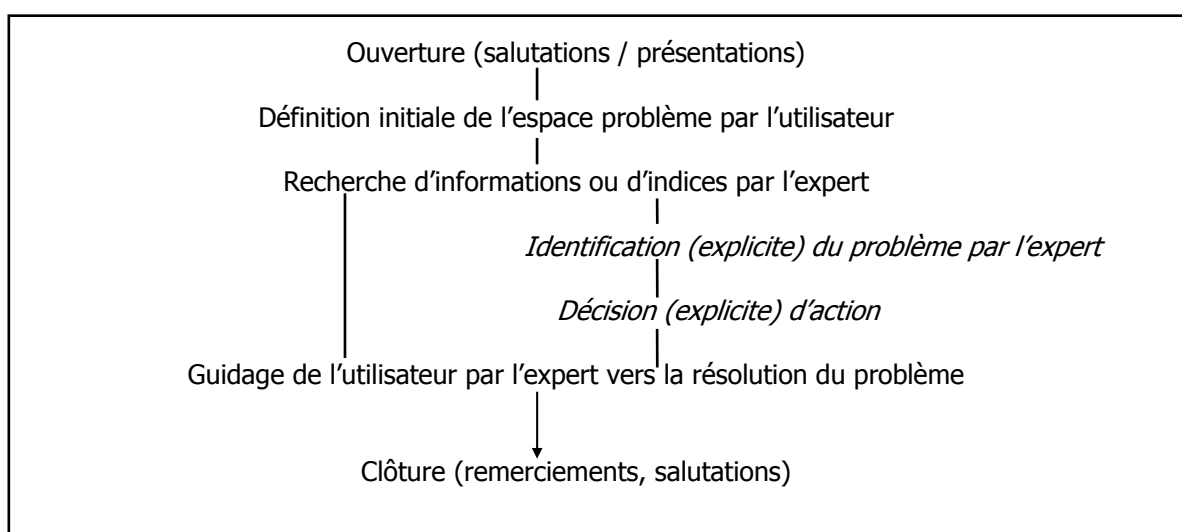 Ouverture (salutations / présentations)
Définition initiale de l’espace problème par l’utilisateur
Recherche d’informations ou d’indices par l’expert
Identification (explicite) du problème par l’expert
Décision (explicite) d’action
Guidage de l’utilisateur par l’expert vers la résolution du problème
Clôture (remerciements, salutations)